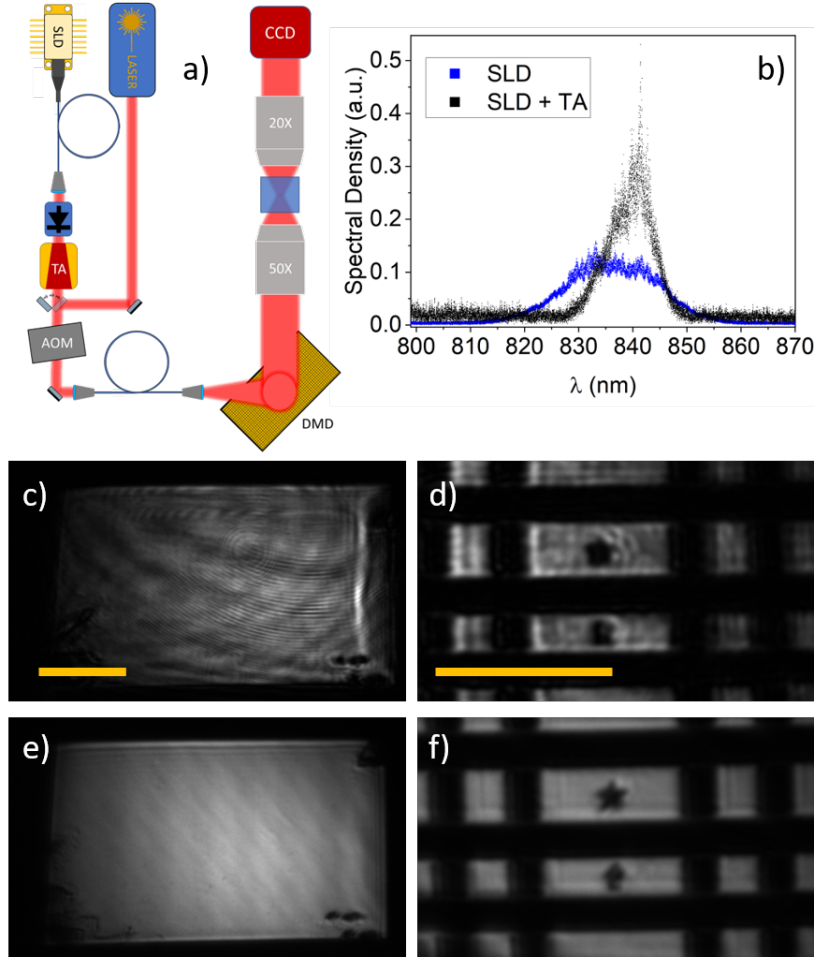 SLD
LASER
a)
CCD
20X
50X
TA
AOM
DMD
b)
SLD
SLD + TA
Spectral Density (a.u.)
0.5
0.4
0.3
0.2
0.1
0.0
800 810 820 830 840 850 860 870
λ (nm)
c)
d)
e)
f)